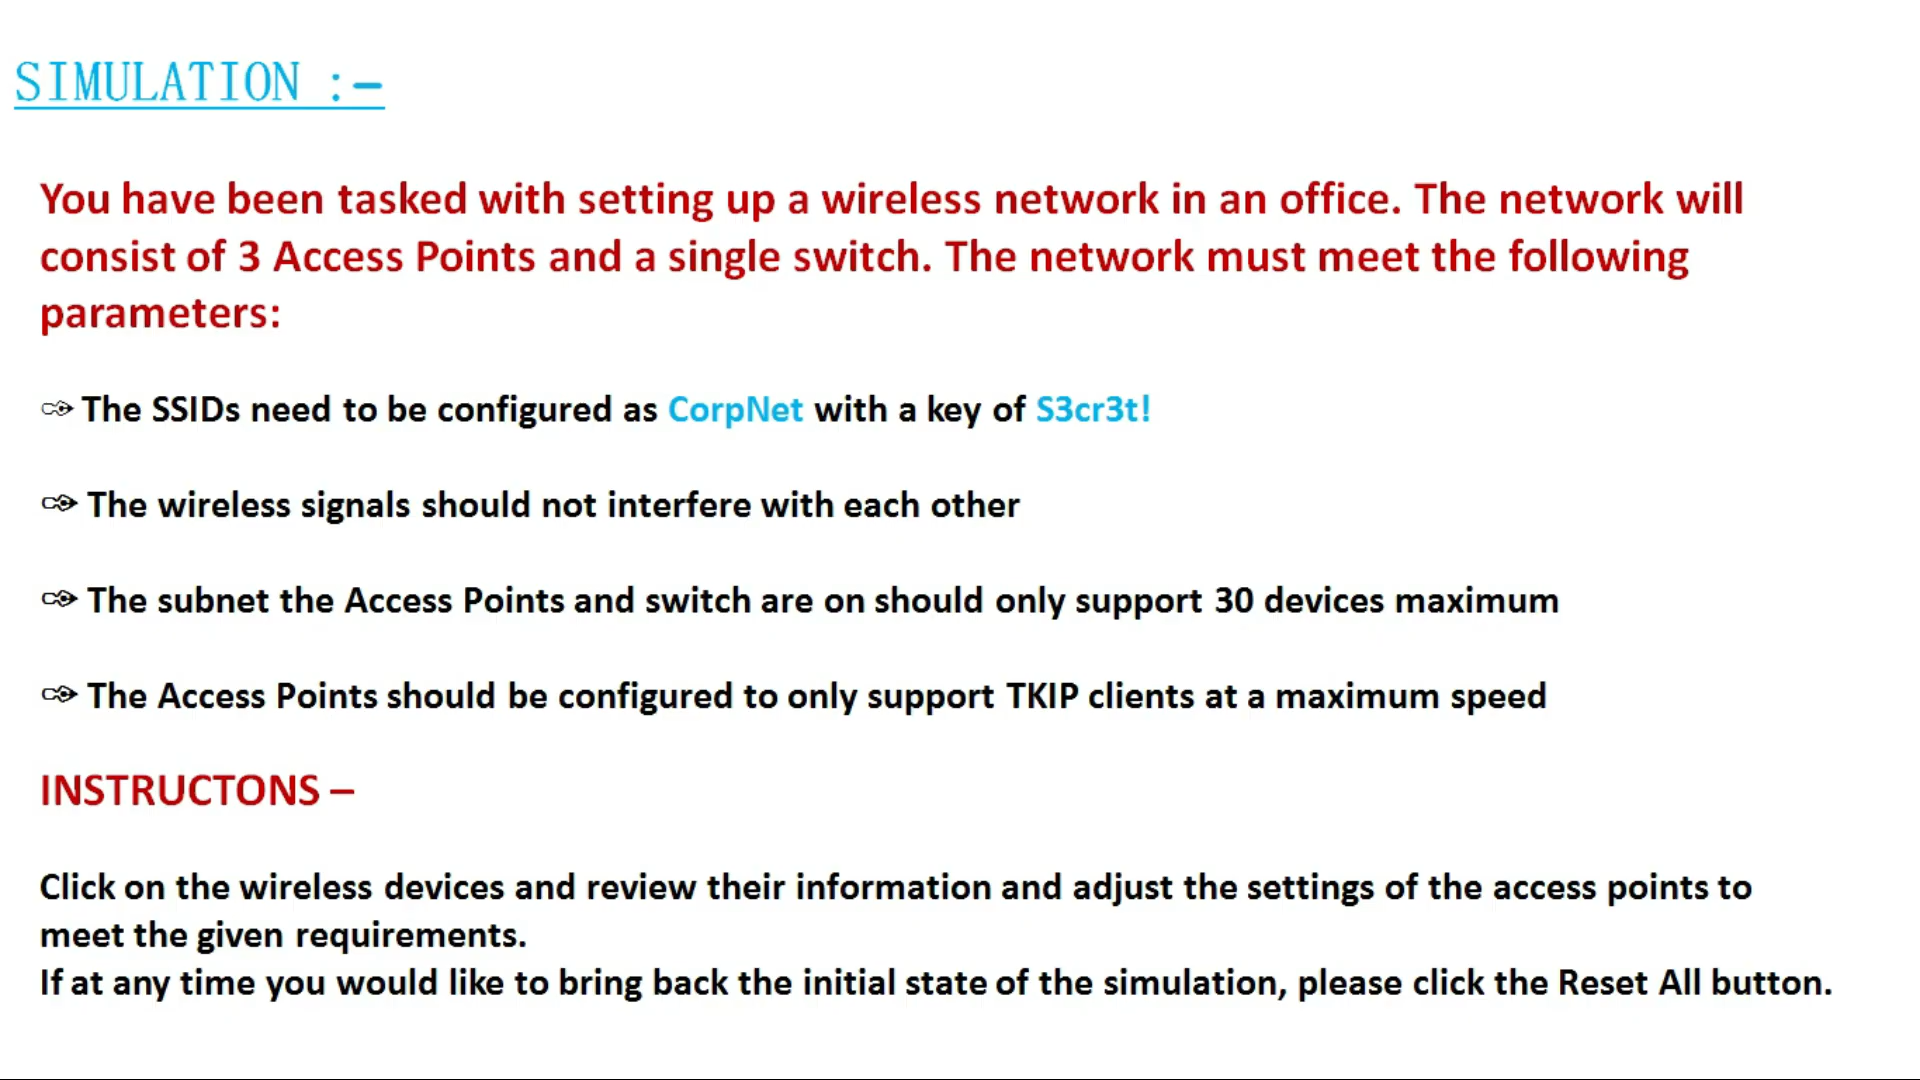 SIMULATION :–
You have been tasked with setting up a wireless network in an office. The network will
consist of 3 Access Points and a single switch. The network must meet the following
parameters:
The SSIDs need to be configured as CorpNet with a key of S3cr3t!
The wireless signals should not interfere with each other
The subnet the Access Points and switch are on should only support 30 devices maximum
The Access Points should be configured to only support TKIP clients at a maximum speed
INSTRUCTONS –
Click on the wireless devices and review their information and adjust the settings of the access points to
meet the given requirements.
If at any time you would like to bring back the initial state of the simulation, please click the Reset All button.